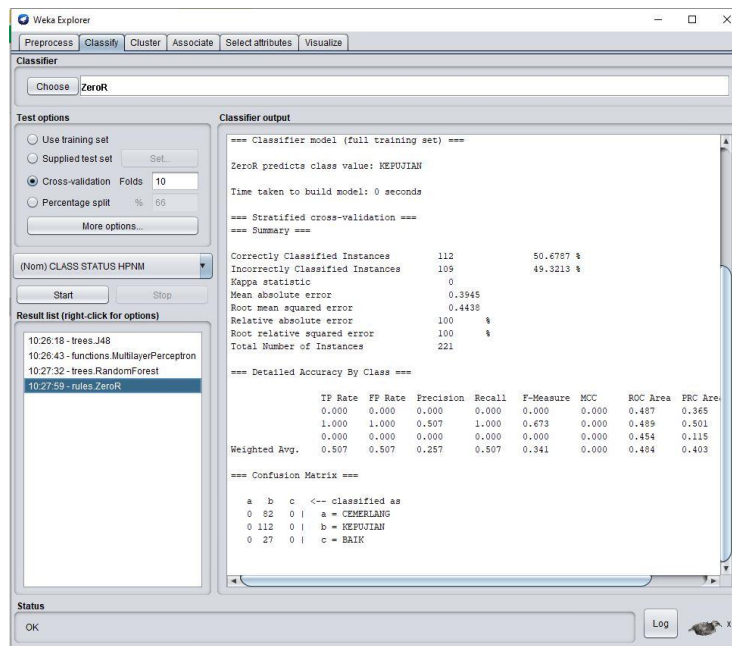 Weka Explorer
Preprocess Classify Cluster Associate Select attributes Visualize
Classifier
Choose ZeroR
Test options
Use training set
Supplied test set Set...
Cross-validation Folds 10
Percentage split % 66
More options...
(Nom) CLASS STATUS HPNM
Start Stop
Result list (right-click for options)
10:26:18 - trees.J48
10:26:43 - functions.MultilayerPerceptron
10:27:32 - trees.RandomForest
10:27:59 - rules.ZeroR
Classifier output
=== Classifier model (full training set) ===
ZeroR predicts class value: KEPUJIAN
Time taken to build model: 0 seconds
=== Stratified cross-validation ===
=== Summary ===
Correctly Classified Instances 112 50.6787 %
Incorrectly Classified Instances 109 49.3213 %
Kappa statistic 0
Mean absolute error 0.3945
Root mean squared error 0.4438
Relative absolute error 100 %
Root relative squared error 100 %
Total Number of Instances 221
=== Detailed Accuracy By Class ===
TP Rate FP Rate Precision Recall F-Measure MCC ROC Area PRC Area
0.000 0.000 0.000 0.000 0.000 0.000 0.487 0.365
1.000 1.000 0.507 1.000 0.673 0.000 0.489 0.501
0.000 0.000 0.000 0.000 0.000 0.000 0.454 0.115
Weighted Avg. 0.507 0.507 0.257 0.507 0.341 0.000 0.484 0.403
=== Confusion Matrix ===
a b c <-- classified as
0 82 0 | a = CEMERLANG
0 112 0 | b = KEPUJIAN
0 27 0 | c = BAIK
Status
OK
Log
x